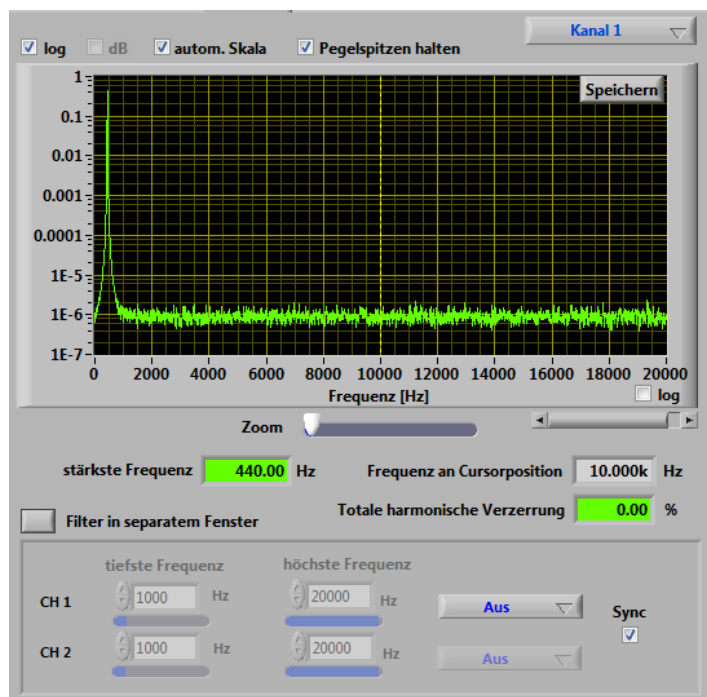 Kanal 1
log dB autom. Skala Pegelspitzen halten
Speichern
1
0.1
0.01
0.001
0.0001
1E-5
1E-6
1E-7
0 2000 4000 6000 8000 10000 12000 14000 16000 18000 20000
Frequenz [Hz] log
Zoom
stärkste Frequenz 440.00 Hz Frequenz an Cursorposition 10.000k Hz
Totale harmonische Verzerrung 0.00 %
Filter in separatem Fenster
tiefste Frequenz höchste Frequenz
CH 1 1000 Hz 20000 Hz Aus Sync
CH 2 1000 Hz 20000 Hz Aus